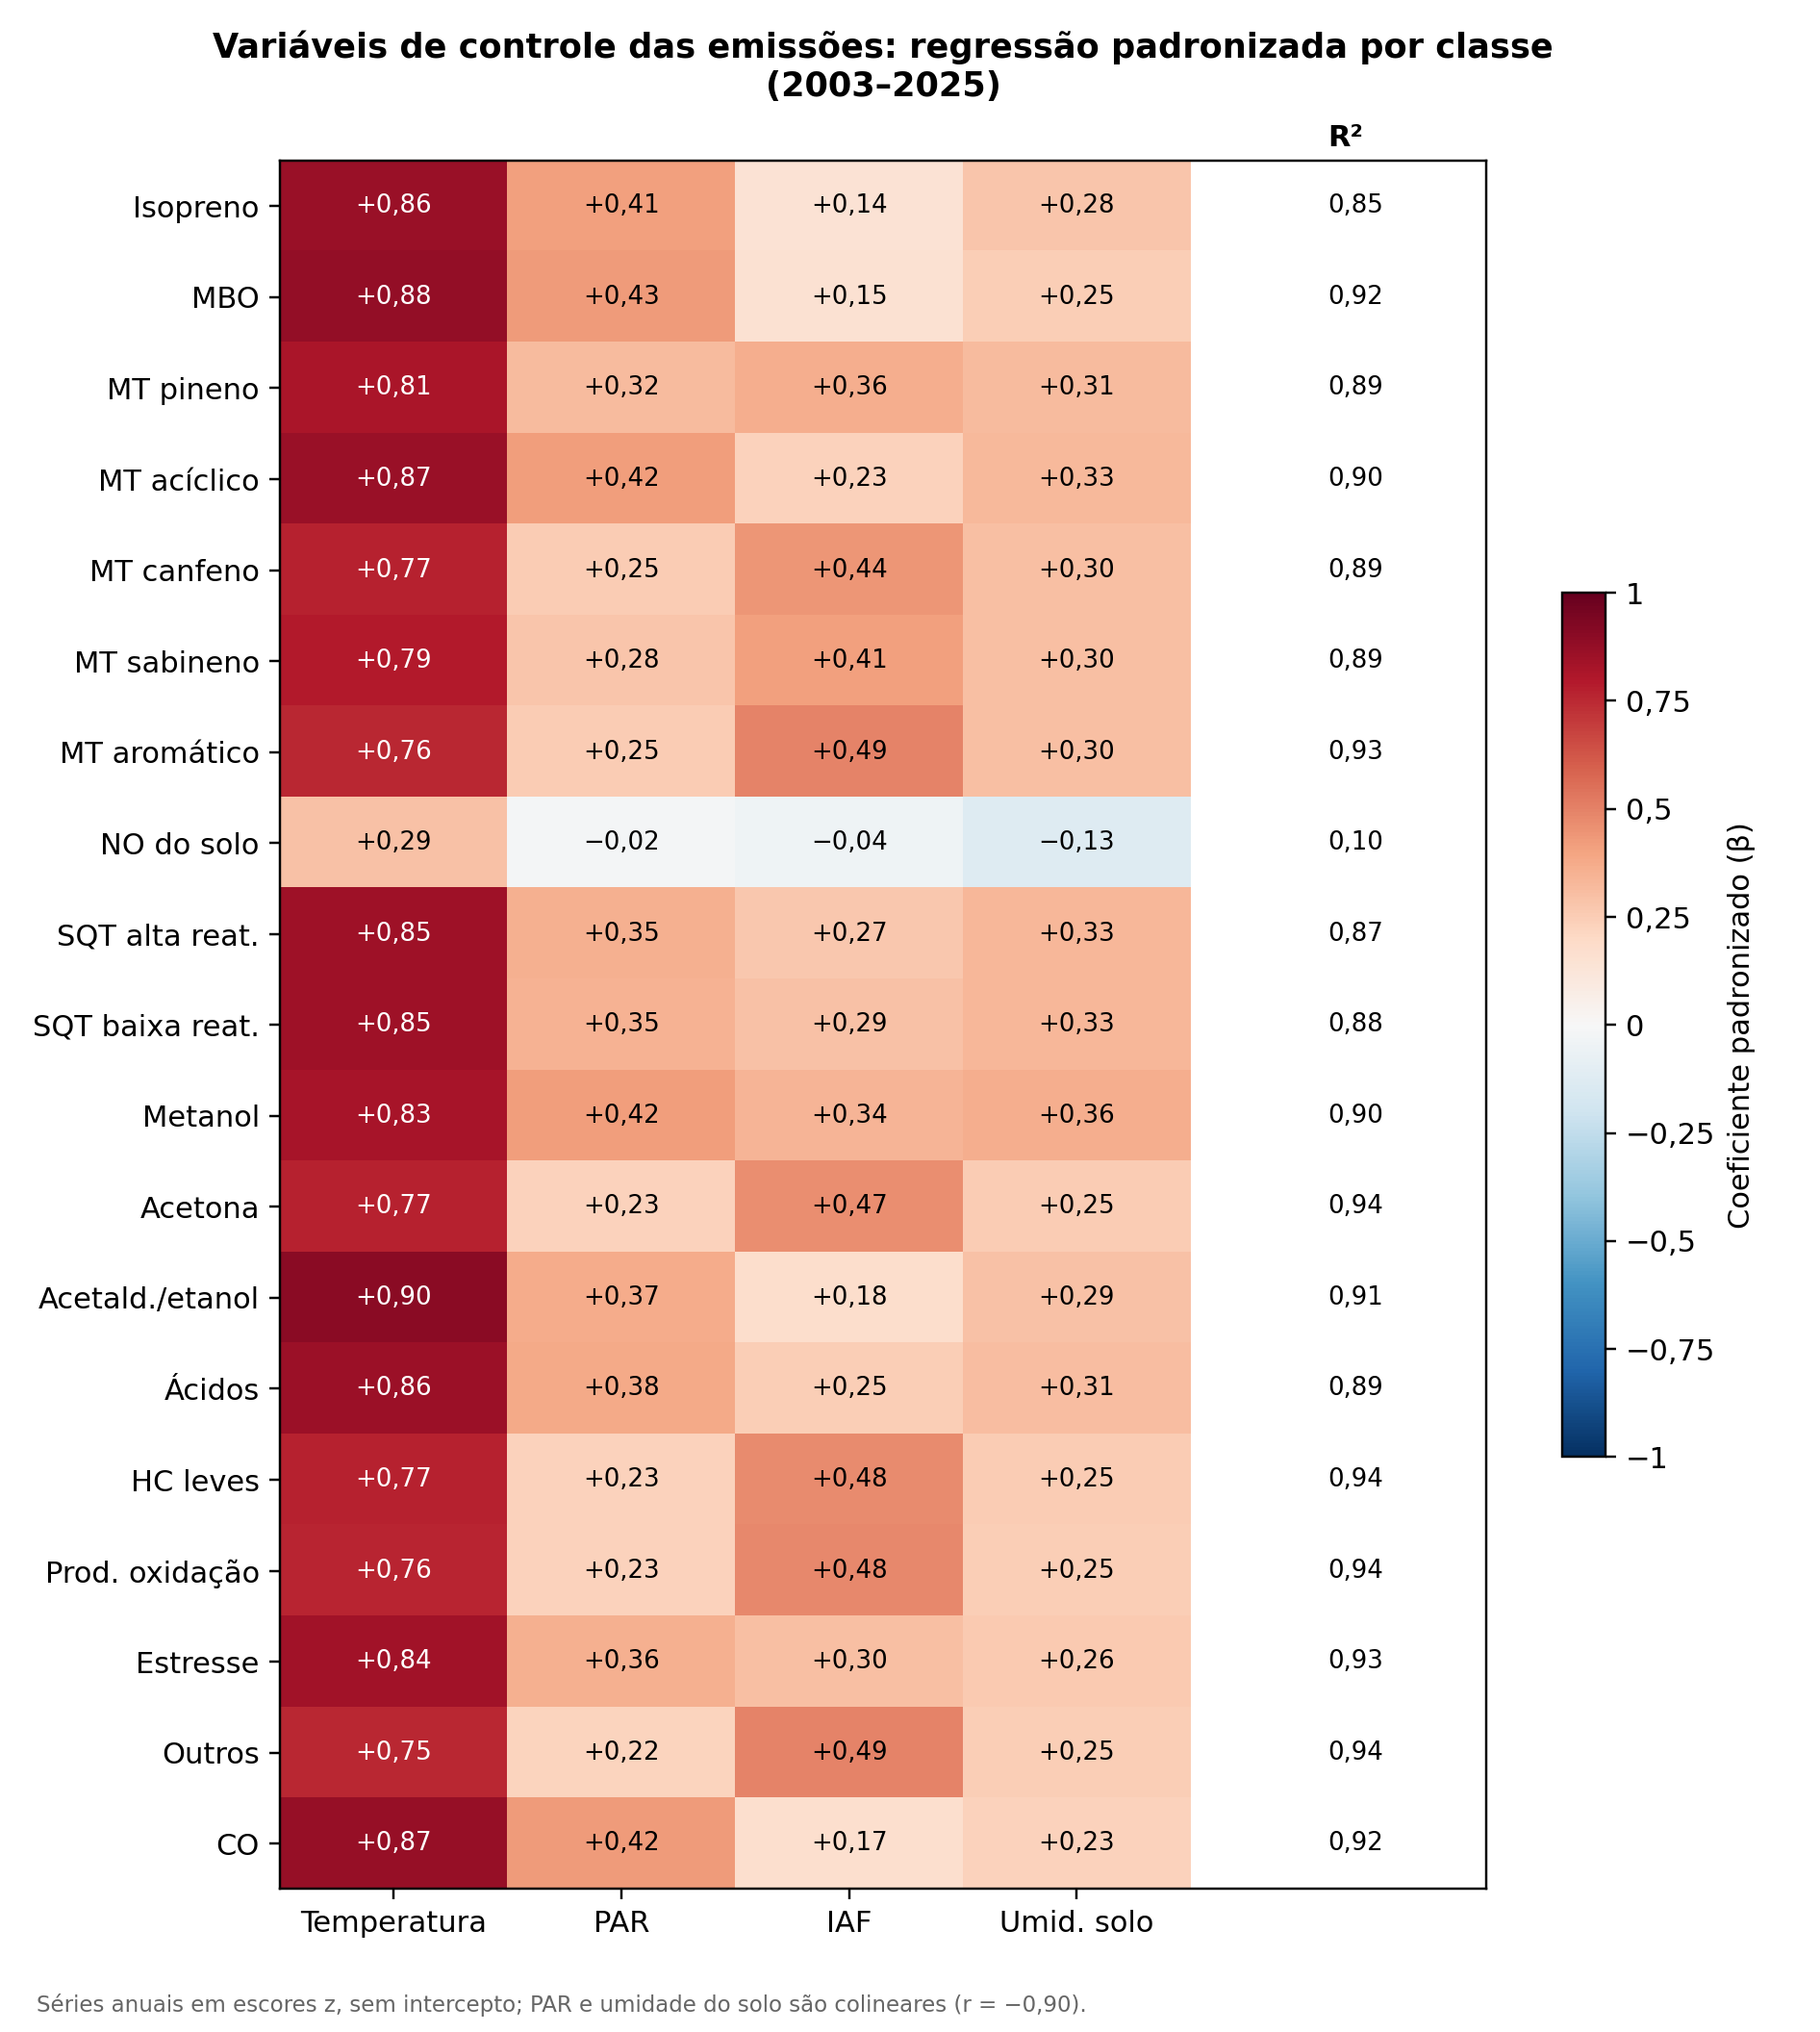 Variáveis de controle das emissões: regressão padronizada por classe
(2003–2025)
R²
Isopreno +0,86 +0,41 +0,14 +0,28 0,85
MBO +0,88 +0,43 +0,15 +0,25 0,92
MT pineno +0,81 +0,32 +0,36 +0,31 0,89
MT acíclico +0,87 +0,42 +0,23 +0,33 0,90
MT canfeno +0,77 +0,25 +0,44 +0,30 0,89
MT sabineno +0,79 +0,28 +0,41 +0,30 0,89
MT aromático +0,76 +0,25 +0,49 +0,30 0,93
NO do solo +0,29 −0,02 −0,04 −0,13 0,10
SQT alta reat. +0,85 +0,35 +0,27 +0,33 0,87
SQT baixa reat. +0,85 +0,35 +0,29 +0,33 0,88
Metanol +0,83 +0,42 +0,34 +0,36 0,90
Acetona +0,77 +0,23 +0,47 +0,25 0,94
Acetald./etanol +0,90 +0,37 +0,18 +0,29 0,91
Ácidos +0,86 +0,38 +0,25 +0,31 0,89
HC leves +0,77 +0,23 +0,48 +0,25 0,94
Prod. oxidação +0,76 +0,23 +0,48 +0,25 0,94
Estresse +0,84 +0,36 +0,30 +0,26 0,93
Outros +0,75 +0,22 +0,49 +0,25 0,94
CO +0,87 +0,42 +0,17 +0,23 0,92
Temperatura PAR IAF Umid. solo
1
0,75
0,5
0,25
0
−0,25
−0,5
−0,75
−1
Coeficiente padronizado (β)
Séries anuais em escores z, sem intercepto; PAR e umidade do solo são colineares (r = −0,90).